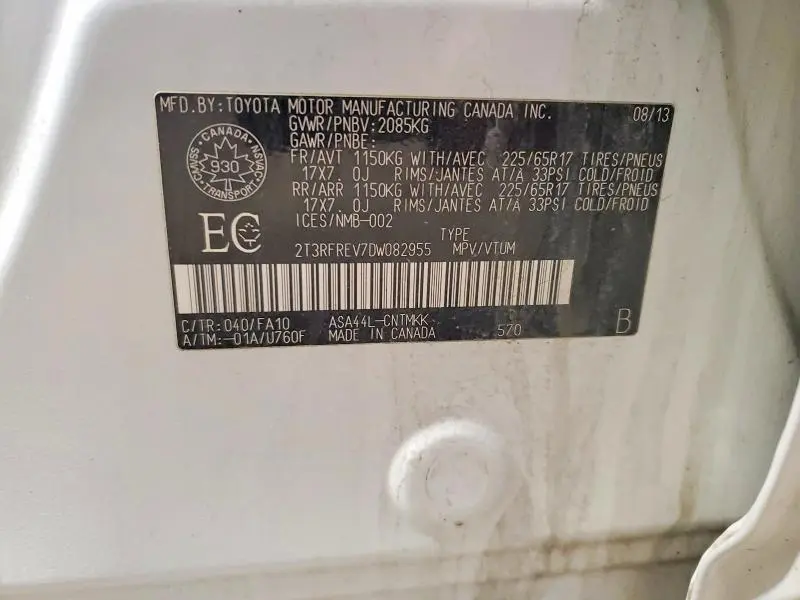 MFD.BY:TOYOTA MOTOR MANUFACTURING CANADA INC. 08/13
GVWR/PNBV:2085KG
GAWR/PNBE:
FR/AVT 1150KG WITH/AVEC 225/65R17 TIRES/PNEUS
17X7.0J RIMS/JANTES AT/A 33PSI COLD/FROID
RR/ARR 1150KG WITH/AVEC 225/65R17 TIRES/PNEUS
17X7.0J RIMS/JANTES AT/A 33PSI COLD/FROID
ICES/NMB-002
CANADA
930
TRANSPORT
CMVSS
NSVAC
EC
TYPE
2T3RFREV7DW082955 MPV/VTUM
C/TR:040/FA10 ASA44L-CNTMKK
A/TM:-01A/U760F MADE IN CANADA 570 B